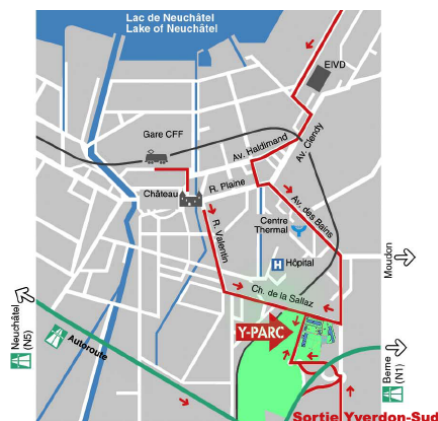 Lac de Neuchâtel
Lake of Neuchâtel
EIVD
Gare CFF
Av. Haldimand
Av. Clendy
Château
R. Plaine
Av. des Bains
R. Valentin
Centre
Thermal
H Hôpital
Moudon
Ch. de la Sallaz
Neuchâtel
(N5)
Autoroute
Y-PARC
Berne
(N1)
Sortie Yverdon-Sud